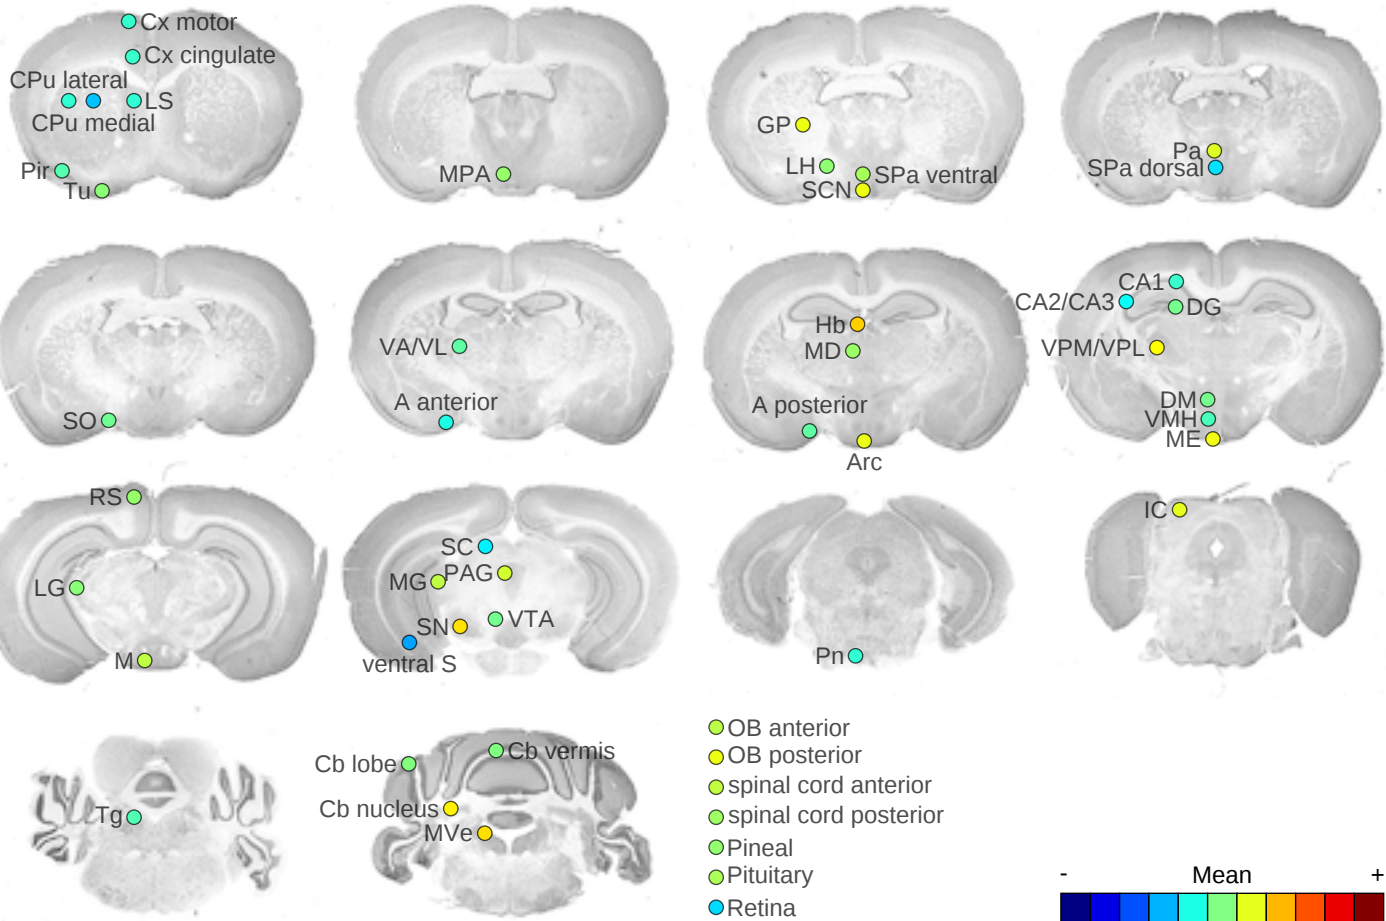 Cx motor
Cx cingulate
CPu lateral
LS
CPu medial
Pir
Tu
MPA
GP
LH
SPa ventral
SCN
Pa
SPa dorsal
SO
VA/VL
A anterior
Hb
MD
A posterior
Arc
CA1
CA2/CA3
DG
VPM/VPL
DM
VMH
ME
RS
LG
M
SC
MG
PAG
SN
VTA
ventral S
Pn
IC
Tg
Cb lobe
Cb vermis
Cb nucleus
MVe
OB anterior
OB posterior
spinal cord anterior
spinal cord posterior
Pineal
Pituitary
Retina
- Mean +